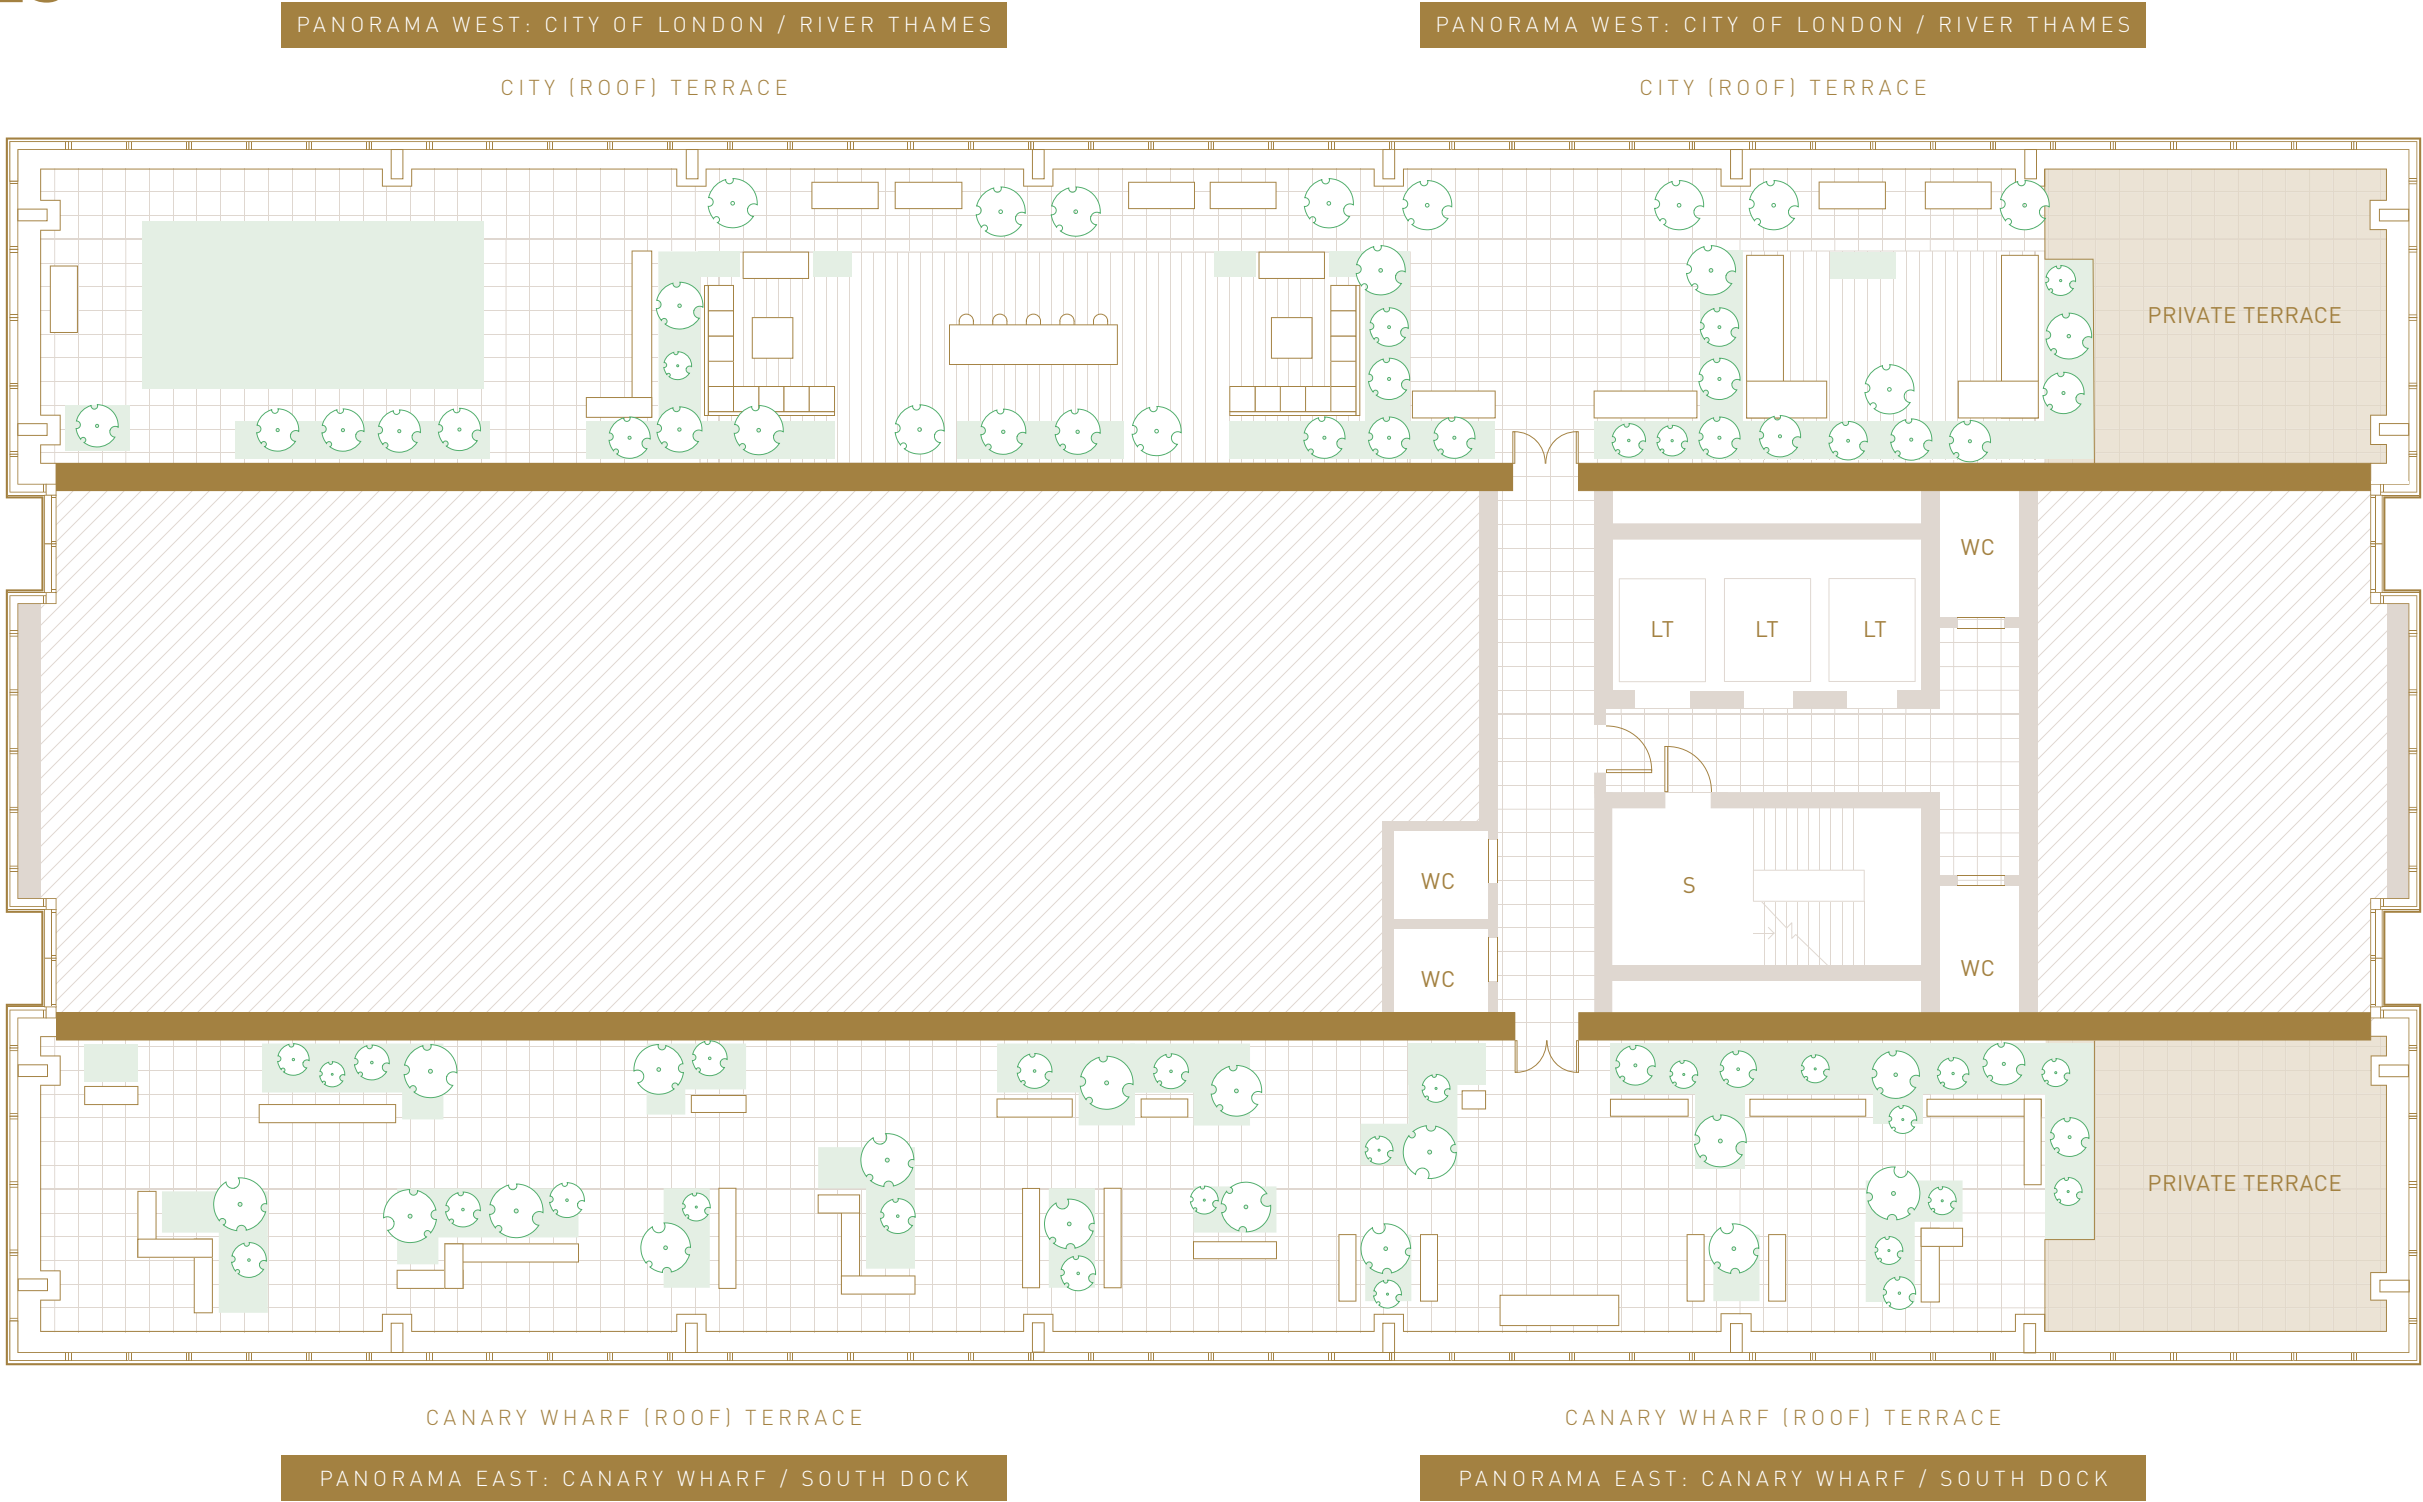 PANORAMA WEST: CITY OF LONDON / RIVER THAMES
PANORAMA WEST: CITY OF LONDON / RIVER THAMES
CITY (ROOF) TERRACE
CITY (ROOF) TERRACE
PRIVATE TERRACE
WC
LT
LT
LT
WC
S
WC
WC
PRIVATE TERRACE
CANARY WHARF (ROOF) TERRACE
CANARY WHARF (ROOF) TERRACE
PANORAMA EAST: CANARY WHARF / SOUTH DOCK
PANORAMA EAST: CANARY WHARF / SOUTH DOCK